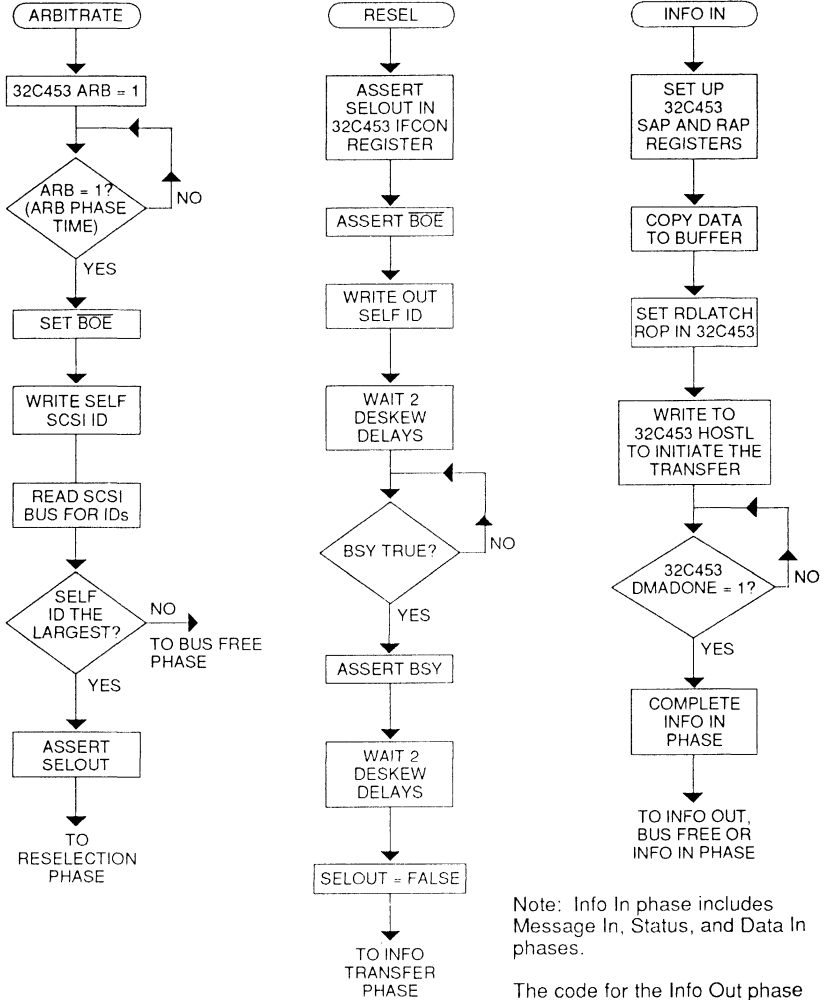 ARBITRATE
32C453 ARB = 1
ARB = 1?
(ARB PHASE
TIME)
NO
YES
SET BOE
WRITE SELF
SCSI ID
READ SCSI
BUS FOR IDs
SELF
ID THE
LARGEST?
NO
TO BUS FREE
PHASE
YES
ASSERT
SELOUT
TO
RESELECTION
PHASE
RESEL
ASSERT
SELOUT IN
32C453 IFCON
REGISTER
ASSERT BOE
WRITE OUT
SELF ID
WAIT 2
DESKEW
DELAYS
BSY TRUE?
NO
YES
ASSERT BSY
WAIT 2
DESKEW
DELAYS
SELOUT = FALSE
TO INFO
TRANSFER
PHASE
INFO IN
SET UP
32C453
SAP AND RAP
REGISTERS
COPY DATA
TO BUFFER
SET RDLATCH
ROP IN 32C453
WRITE TO
32C453 HOSTL
TO INITIATE THE
TRANSFER
32C453
DMADONE = 1?
NO
YES
COMPLETE
INFO IN
PHASE
TO INFO OUT,
BUS FREE OR
INFO IN PHASE
Note: Info In phase includes
Message In, Status, and Data In
phases.
The code for the Info Out phase